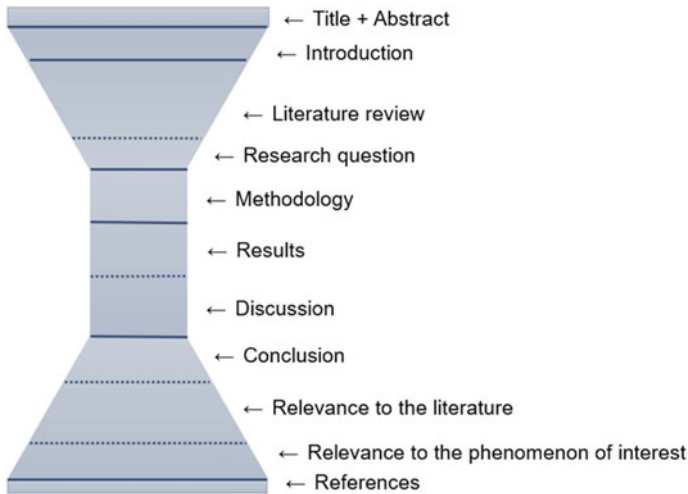 ← Title + Abstract
← Introduction
← Literature review
← Research question
← Methodology
← Results
← Discussion
← Conclusion
← Relevance to the literature
← Relevance to the phenomenon of interest
← References